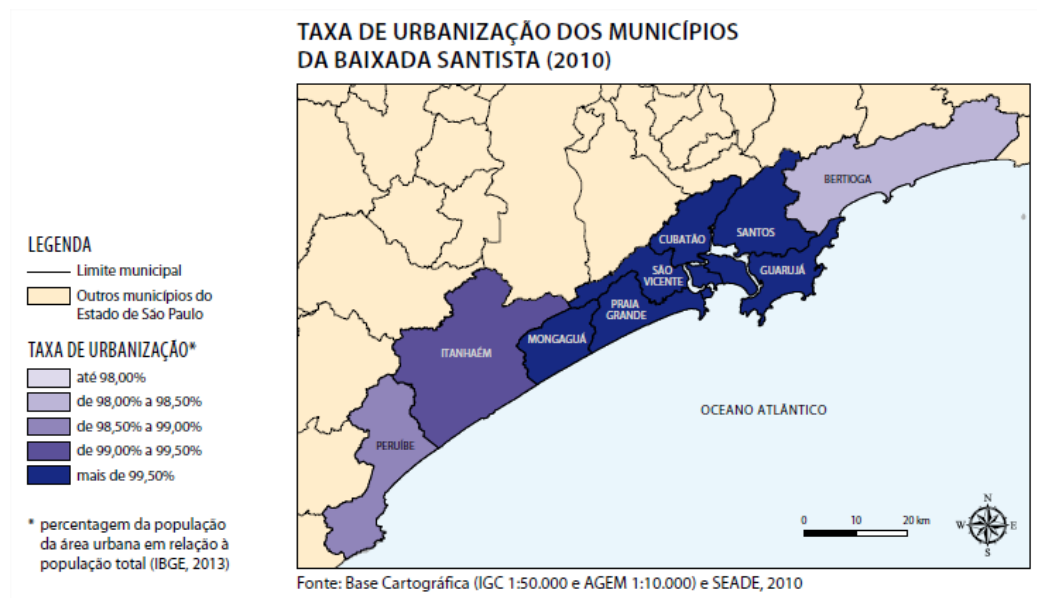 TAXA DE URBANIZAÇÃO DOS MUNICÍPIOS
DA BAIXADA SANTISTA (2010)
BERTIOGA
SANTOS
CUBATÃO
GUARUJÁ
SÃO
VICENTE
PRAIA
GRANDE
MONGAGUÁ
ITANHAÉM
PERUÍBE
OCEANO ATLÂNTICO
LEGENDA
Limite municipal
Outros municípios do
Estado de São Paulo
TAXA DE URBANIZAÇÃO*
até 98,00%
de 98,00% a 98,50%
de 98,50% a 99,00%
de 99,00% a 99,50%
mais de 99,50%
* percentagem da população
da área urbana em relação à
população total (IBGE, 2013)
0 10 20 km
N
W E
S
Fonte: Base Cartográfica (IGC 1:50.000 e AGEM 1:10.000) e SEADE, 2010